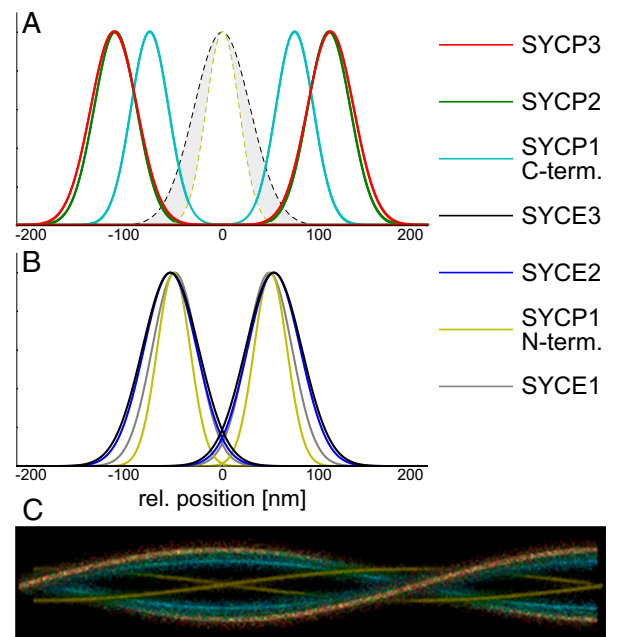 A
-200 -100 0 100 200
SYCP3
SYCP2
SYCP1
C-term.
SYCE3
B
-200 -100 0 100 200
rel. position [nm]
SYCE2
SYCP1
N-term.
SYCE1
C